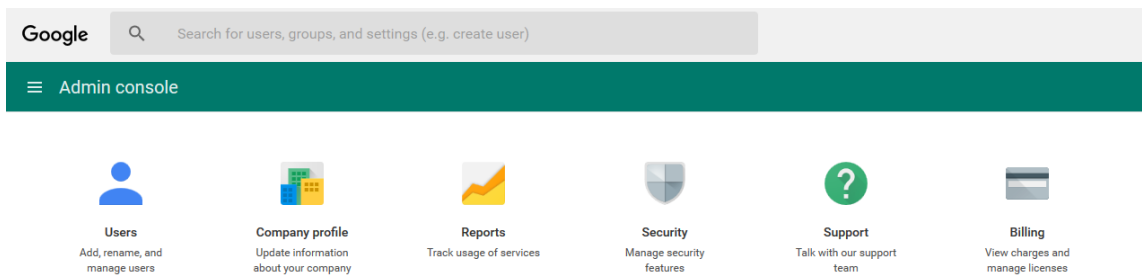 Google
Search for users, groups, and settings (e.g. create user)
Admin console
Users
Add, rename, and
manage users
Company profile
Update information
about your company
Reports
Track usage of services
Security
Manage security
features
Support
Talk with our support
team
Billing
View charges and
manage licenses